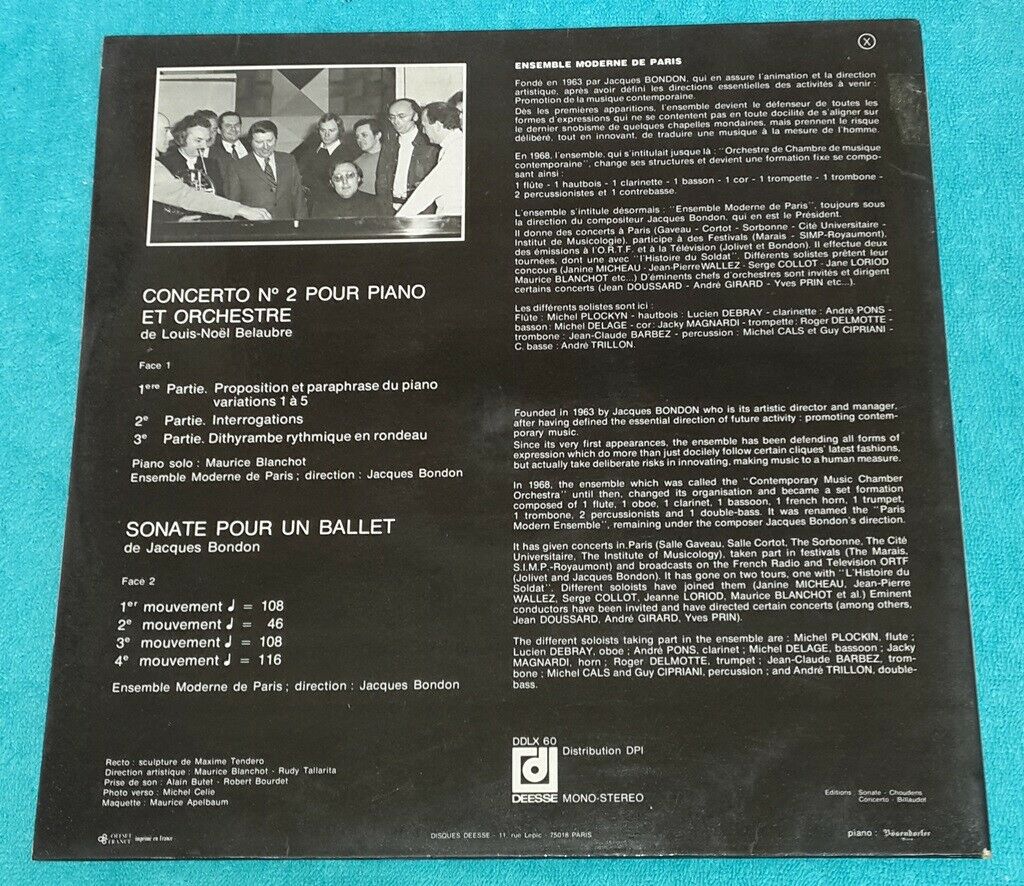 CONCERTO Nº 2 POUR PIANO
ET ORCHESTRE
de Louis-Noël Belaubre
Face 1
1ere Partie. Proposition et paraphrase du piano
variations 1 à 5
2e Partie. Interrogations
3e Partie. Dithyrambe rythmique en rondeau
Piano solo : Maurice Blanchot
Ensemble Moderne de Paris ; direction : Jacques Bondon
SONATE POUR UN BALLET
de Jacques Bondon
Face 2
1er mouvement ♩ = 108
2e mouvement ♩ = 46
3e mouvement ♩ = 108
4e mouvement ♩ = 116
Ensemble Moderne de Paris ; direction : Jacques Bondon
Recto : sculpture de Maxime Tendero
Direction artistique : Maurice Blanchot - Rudy Tallarita
Prise de son : Alain Butet - Robert Bourdet
Photo verso : Michel Celie
Maquette : Maurice Apelbaum
OFFSET
FRANCE imprimé en France
X
ENSEMBLE MODERNE DE PARIS
Fondé en 1963 par Jacques BONDON, qui en assure l'animation et la direction
artistique, après avoir défini les directions essentielles des activités à venir :
Promotion de la musique contemporaine.
Dès les premières apparitions, l'ensemble devient le défenseur de toutes les
formes d'expressions qui ne se contentent pas en toute docilité de s'aligner sur
le dernier snobisme de quelques chapelles mondaines, mais prennent le risque
délibéré, tout en innovant, de traduire une musique à la mesure de l'homme.
En 1968, l'ensemble, qui s'intitulait jusque là : "Orchestre de Chambre de musique
contemporaine", change ses structures et devient une formation fixe se compo-
sant ainsi :
1 flûte - 1 hautbois - 1 clarinette - 1 basson - 1 cor - 1 trompette - 1 trombone -
2 percussionistes et 1 contrebasse.
L'ensemble s'intitule désormais : "Ensemble Moderne de Paris", toujours sous
la direction du compositeur Jacques Bondon, qui en est le Président.
Il donne des concerts à Paris (Gaveau - Cortot - Sorbonne - Cité Universitaire -
Institut de Musicologie), participe à des Festivals (Marais - SIMP-Royaumont),
des émissions à l'O.R.T.F. et à la Télévision (Jolivet et Bondon). Il effectue deux
tournées, dont une avec "l'Histoire du Soldat". Différents solistes prêtent leur
concours (Janine MICHEAU - Jean-Pierre WALLEZ - Serge COLLOT - Jane LORIOD
Maurice BLANCHOT etc...) D'éminents chefs d'orchestres sont invités et dirigent
certains concerts (Jean DOUSSARD - André GIRARD - Yves PRIN etc...).
Les différents solistes sont ici :
Flûte : Michel PLOCKYN - hautbois : Lucien DEBRAY - clarinette : André PONS -
basson: Michel DELAGE - cor: Jacky MAGNARDI - trompette: Roger DELMOTTE -
trombone : Jean-Claude BARBEZ - percussion : Michel CALS et Guy CIPRIANI -
C. basse : André TRILLON.
Founded in 1963 by Jacques BONDON who is its artistic director and manager,
after having defined the essential direction of future activity : promoting contem-
porary music.
Since its very first appearances, the ensemble has been defending all forms of
expression which do more than just docilely follow certain cliques' latest fashions,
but actually take deliberate risks in innovating, making music to a human measure.
In 1968, the ensemble which was called the "Contemporary Music Chamber
Orchestra" until then, changed its organisation and became a set formation
composed of 1 flute, 1 oboe, 1 clarinet, 1 bassoon, 1 french horn, 1 trumpet,
1 trombone, 2 percussionists and 1 double-bass. It was renamed the "Paris
Modern Ensemble", remaining under the composer Jacques Bondon's direction.
It has given concerts in.Paris (Salle Gaveau, Salle Cortot, The Sorbonne, The Cité
Universitaire, The Institute of Musicology), taken part in festivals (The Marais,
S.I.M.P.-Royaumont) and broadcasts on the French Radio and Television ORTF
(Jolivet and Jacques Bondon). It has gone on two tours, one with "L'Histoire du
Soldat". Different soloists have joined them (Janine MICHEAU, Jean-Pierre
WALLEZ, Serge COLLOT, Jeanne LORIOD, Maurice BLANCHOT et al.) Eminent
conductors have been invited and have directed certain concerts (among others,
Jean DOUSSARD, André GIRARD, Yves PRIN).
The different soloists taking part in the ensemble are : Michel PLOCKIN, flute ;
Lucien DEBRAY, oboe ; André PONS, clarinet ; Michel DELAGE, bassoon ; Jacky
MAGNARDI, horn ; Roger DELMOTTE, trumpet ; Jean-Claude BARBEZ, trom-
bone ; Michel CALS and Guy CIPRIANI, percussion ; and André TRILLON, double-
bass.
DDLX 60
Distribution DPI
DEESSE MONO-STEREO
DISQUES DEESSE - 11, rue Lepic - 75018 PARIS
Editions : Sonate - Choudens
Concerto - Billaudot
piano : Bösendorfer